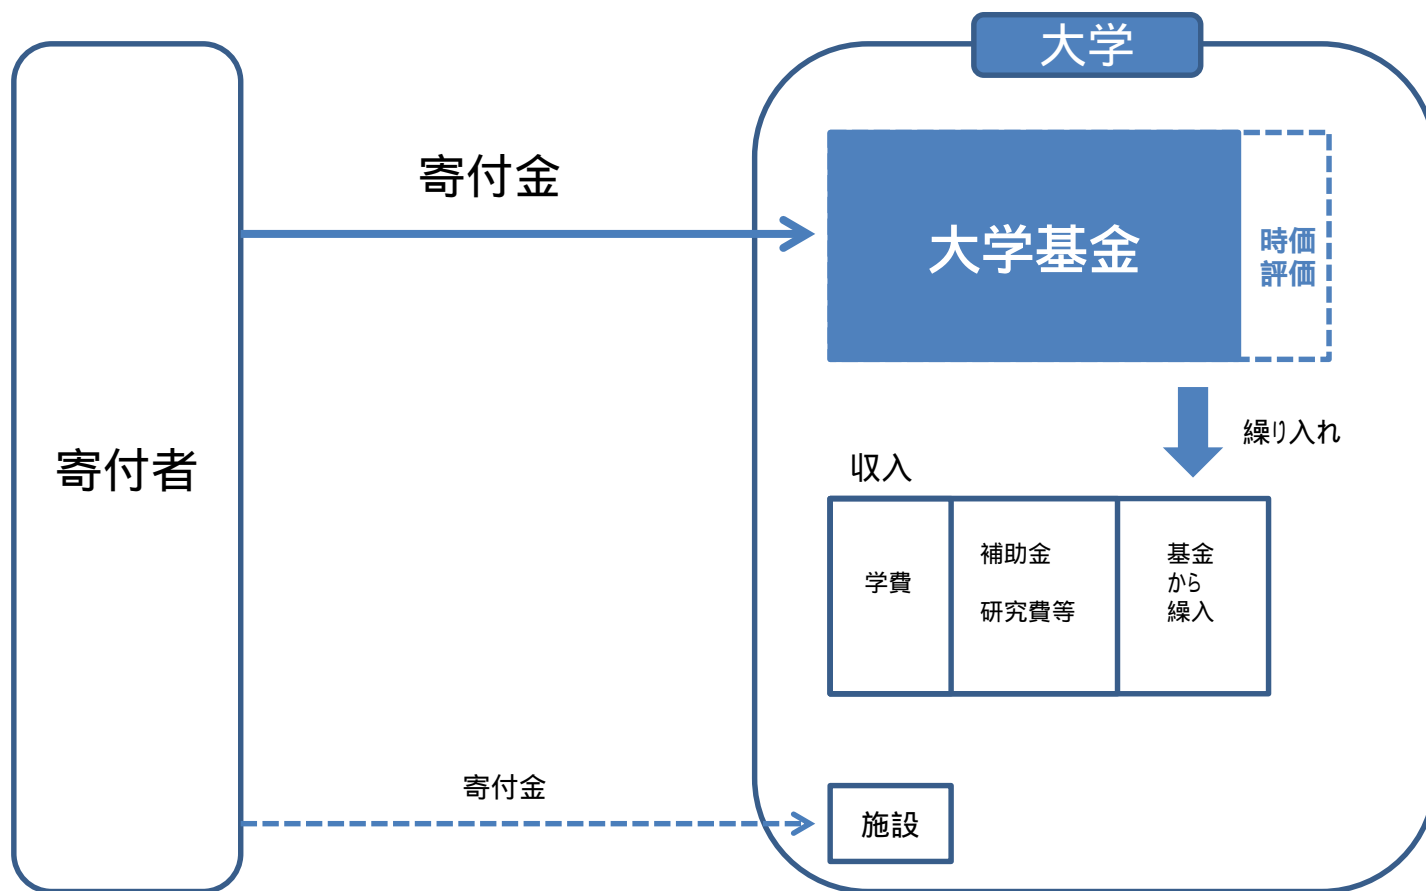 大学
寄付金
大学基金
時価
評価
繰り入れ
寄付者
収入
学費
補助金
研究費等
基金
から
繰入
寄付金
施設